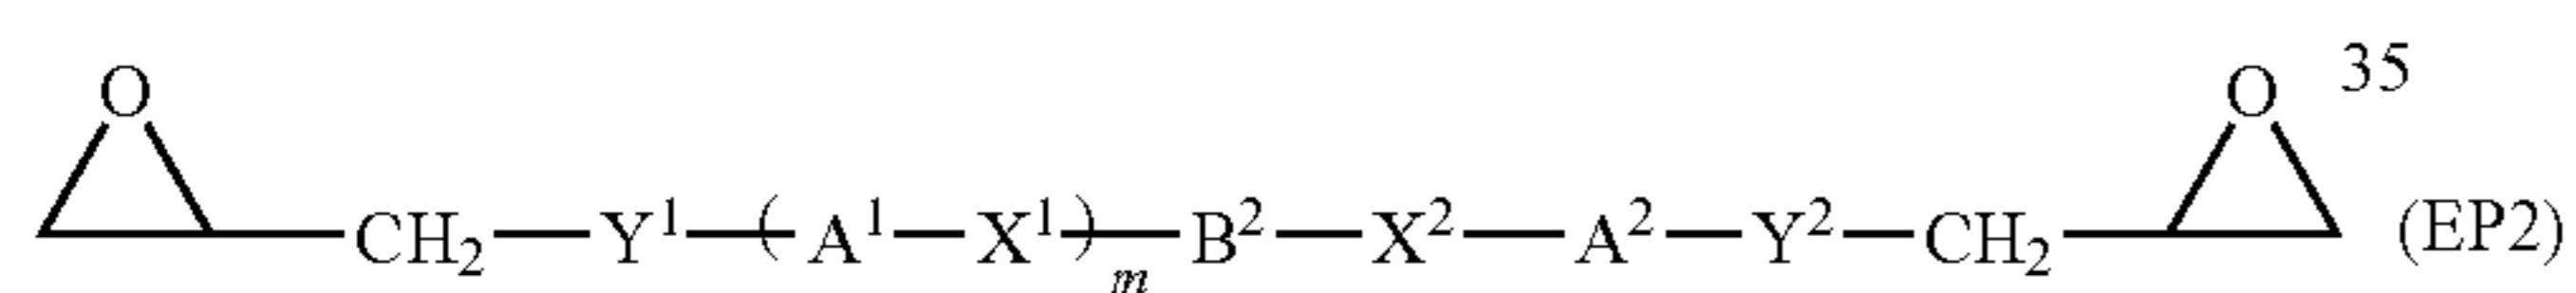 O O 35
CH2—Y1—(A1—X1)m—B2—X2—A2—Y2—CH2 (EP2)